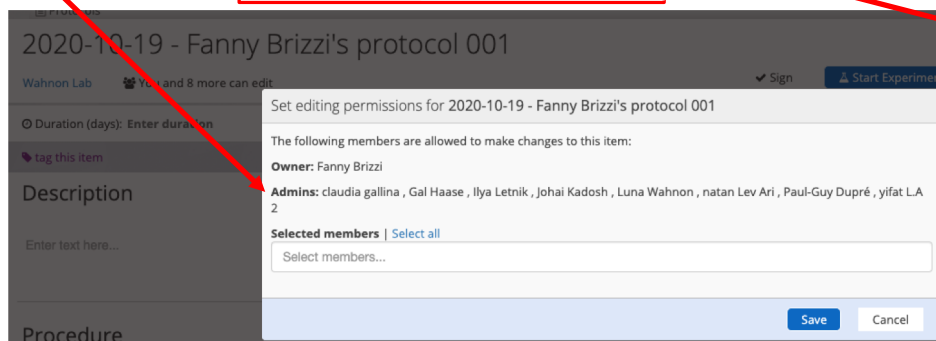 Protocols
2020-10-19 - Fanny Brizzi's protocol 001
Wahnon Lab You and 8 more can edit
Sign
Set editing permissions for 2020-10-19 - Fanny Brizzi's protocol 001
Duration (days): Enter duration
The following members are allowed to make changes to this item:
Owner: Fanny Brizzi
tag this item
Admins: claudia gallina , Gal Haase , Ilya Letnik , Johai Kadosh , Luna Wahnon , natan Lev Ari , Paul-Guy Dupré , yifat L.A
2
Description
Selected members | Select all
Enter text here...
Select members...
Save Cancel
Procedure